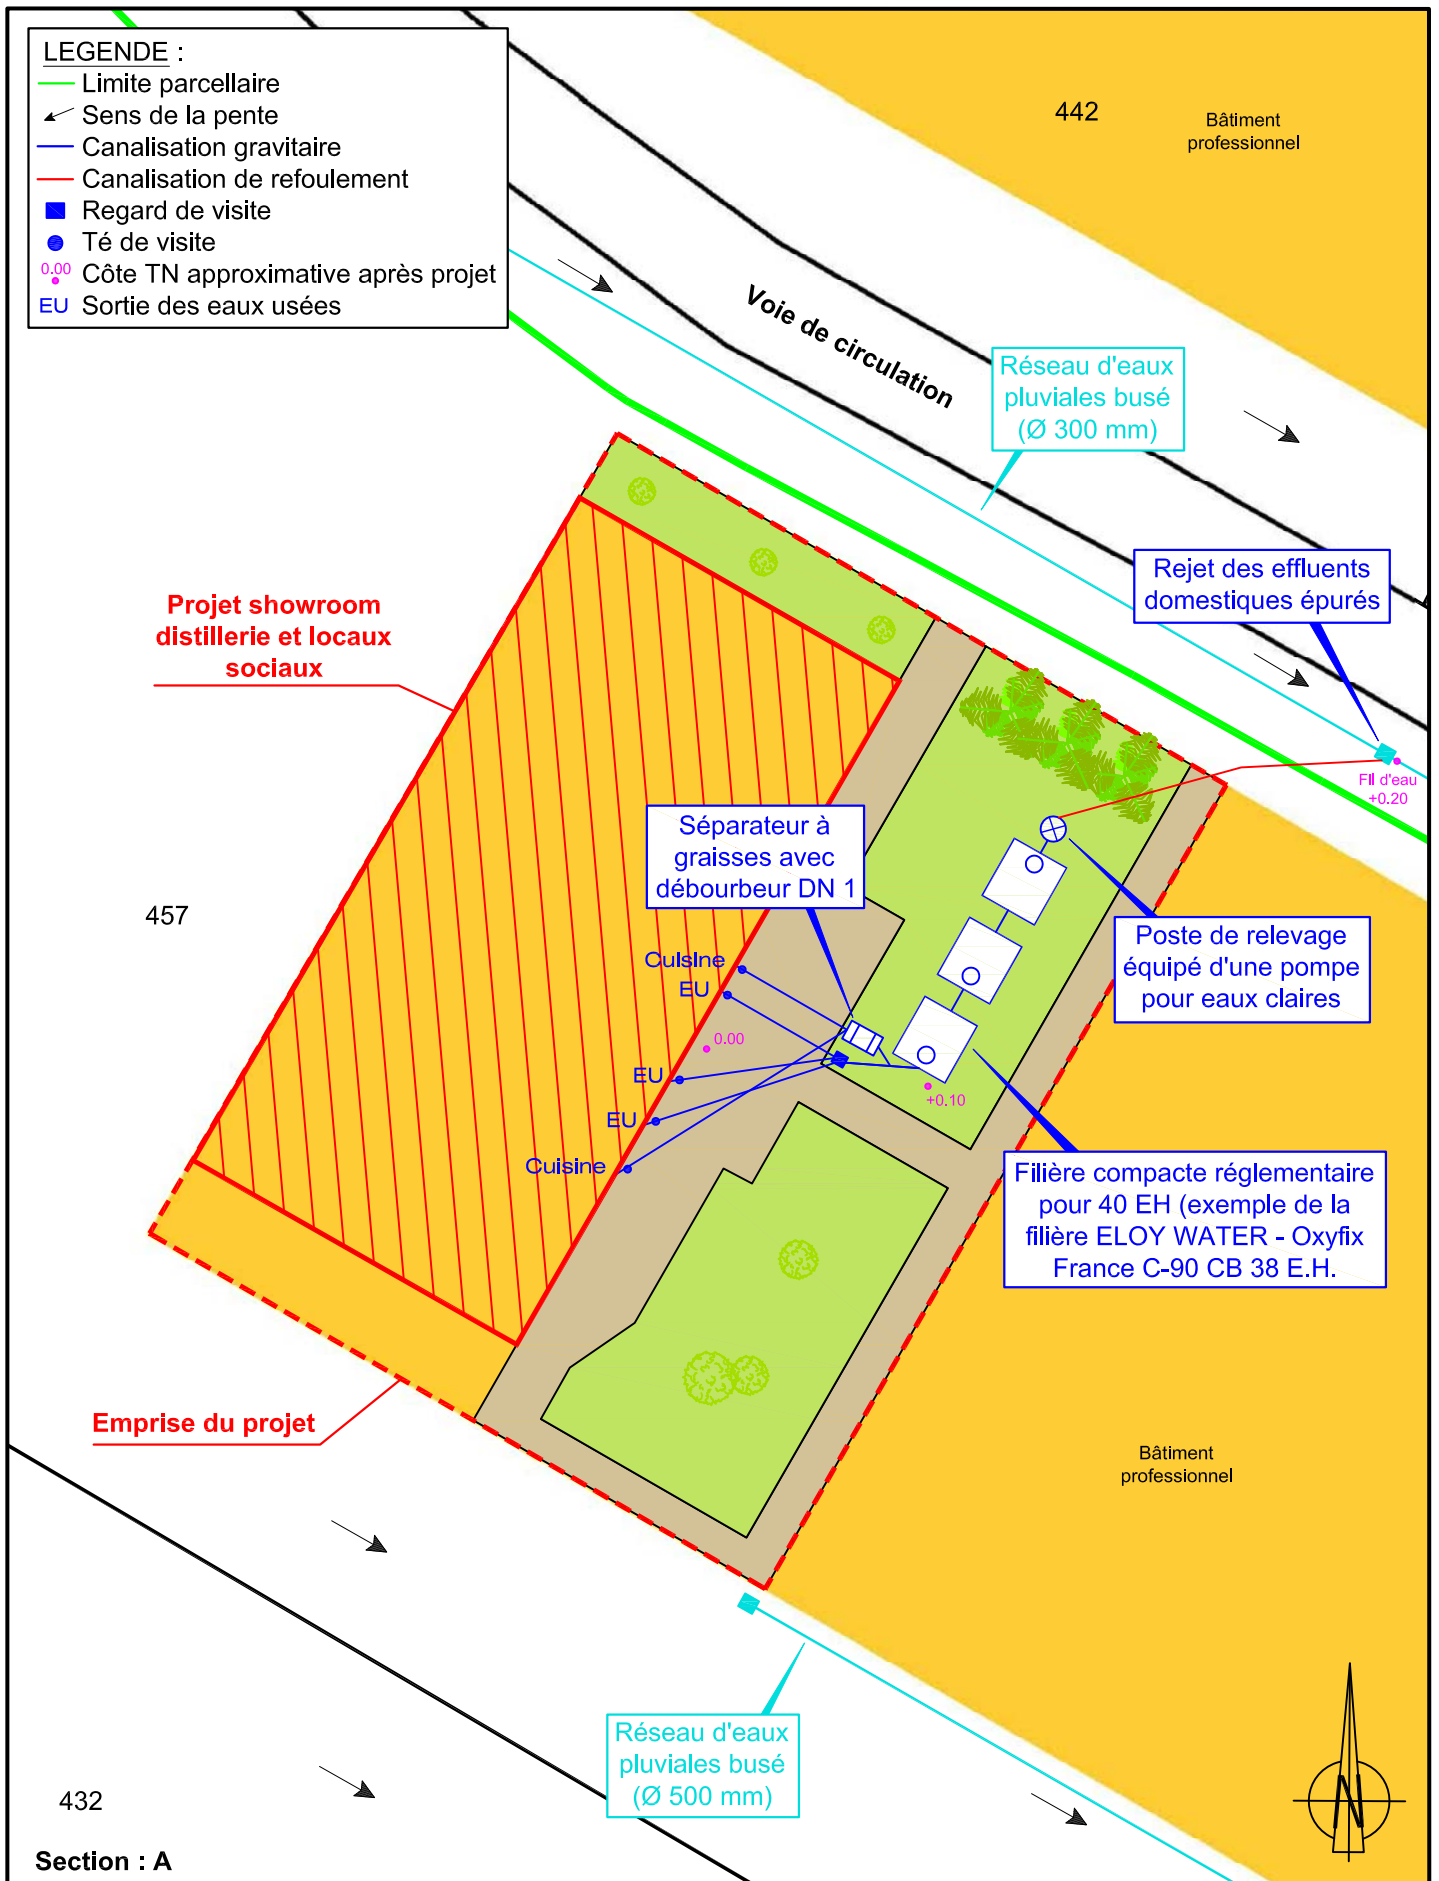 LEGENDE :
Limite parcellaire
Sens de la pente
Canalisation gravitaire
Canalisation de refoulement
Regard de visite
Té de visite
0.00 Côte TN approximative après projet
EU Sortie des eaux usées
442
Bâtiment
professionnel
Voie de circulation
Réseau d'eaux
pluviales busé
(Ø 300 mm)
Rejet des effluents
domestiques épurés
Projet showroom
distillerie et locaux
sociaux
Fil d'eau
+0.20
Séparateur à
graisses avec
débourbeur DN 1
457
Poste de relevage
équipé d'une pompe
pour eaux claires
Cuisine
EU
0.00
EU
+0.10
EU
Cuisine
Filière compacte réglementaire
pour 40 EH (exemple de la
filière ELOY WATER - Oxyfix
France C-90 CB 38 E.H.
Emprise du projet
Bâtiment
professionnel
Réseau d'eaux
pluviales busé
(Ø 500 mm)
432
N
Section : A